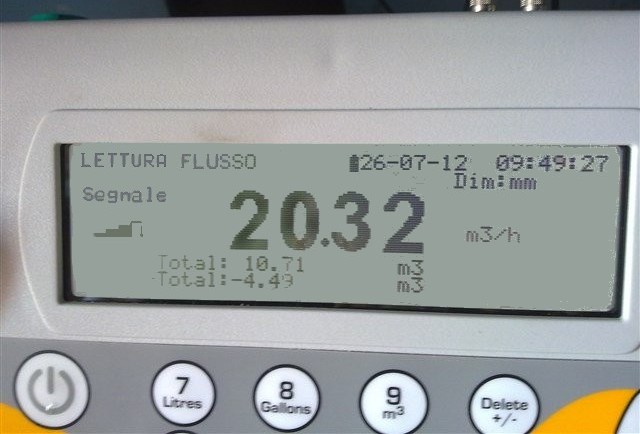 LETTURA FLUSSO 26-07-12 09:49:27
Dim:mm
Segnale
20.32 m3/h
Total: 10.71 m3
Total:-4.49 m3
7 8 9 Delete
Litres Gallons m³ +/-